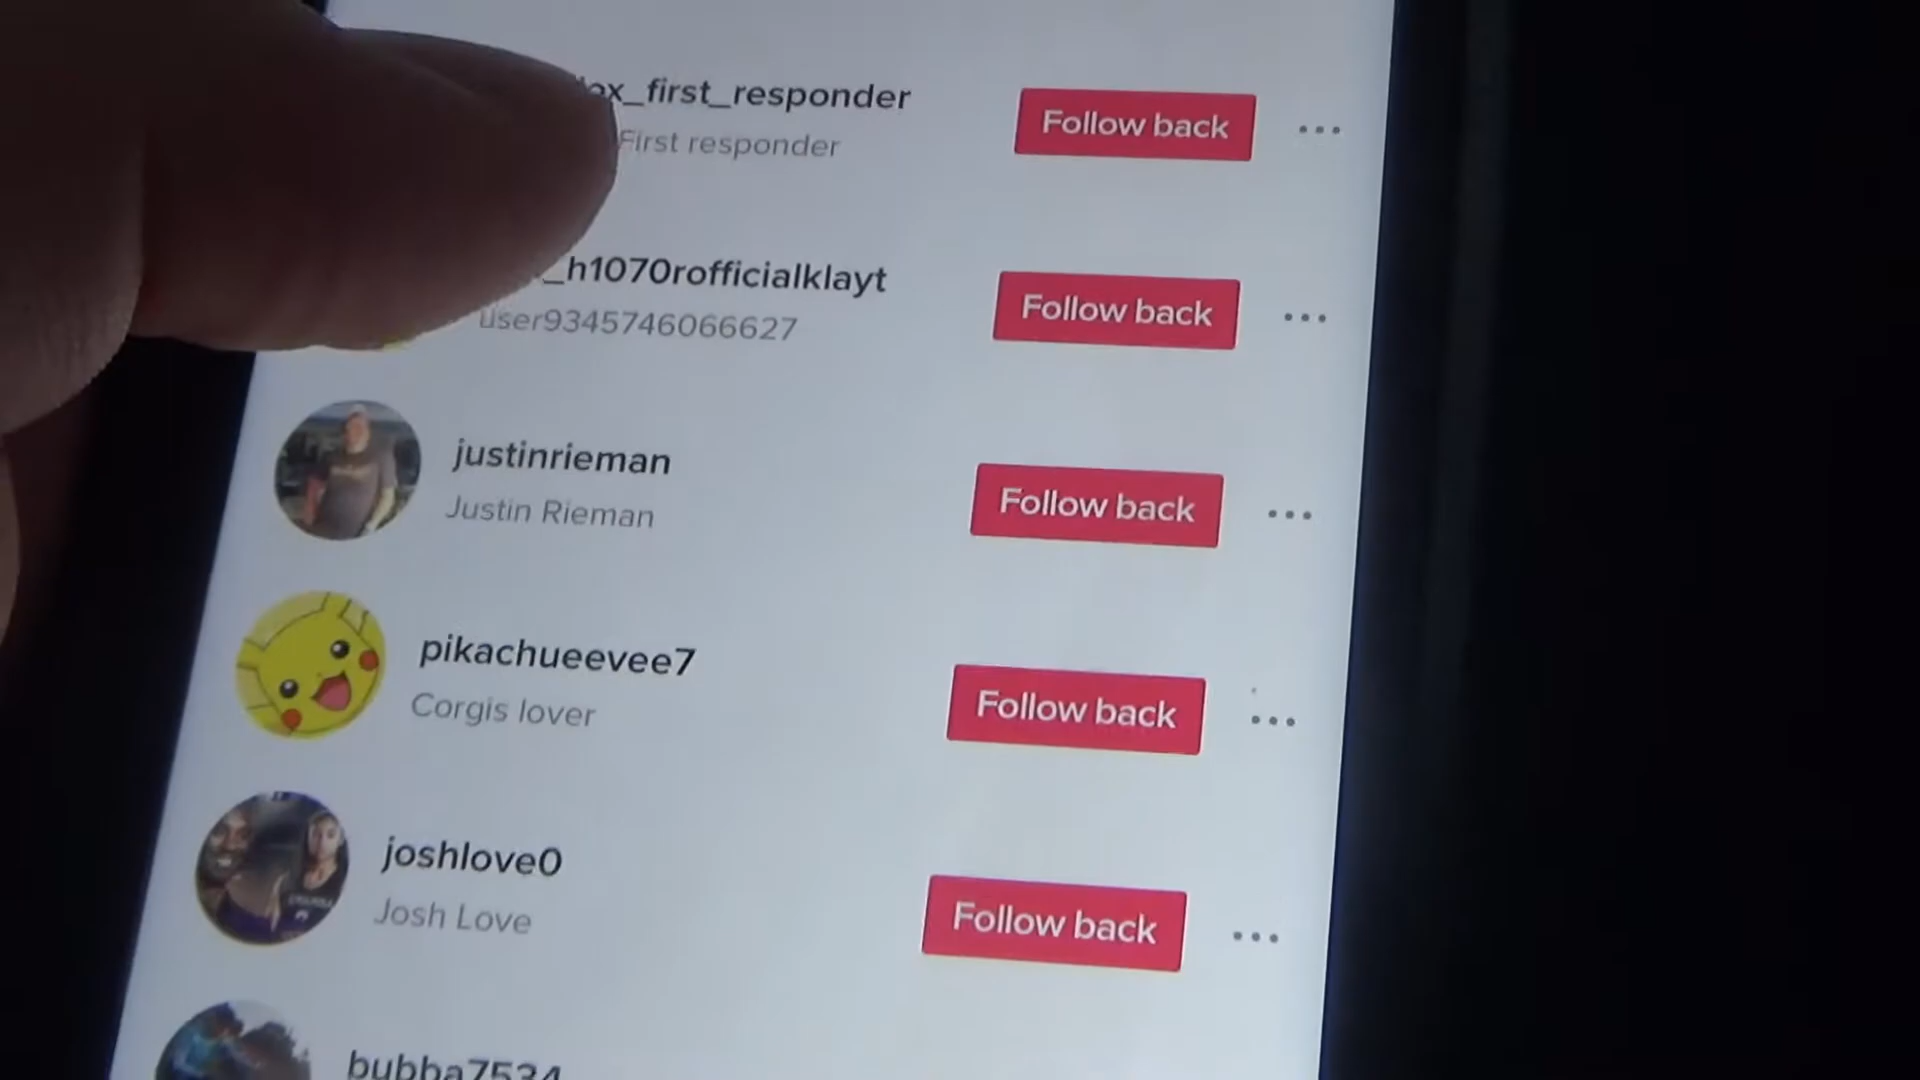 ox_first_responder
First responder
Follow back
_h1070rofficialklayt
user9345746066627
Follow back
justinrieman
Justin Rieman
Follow back
pikachueevee7
Corgis lover
Follow back
joshlove0
Josh Love
Follow back
bubba7534